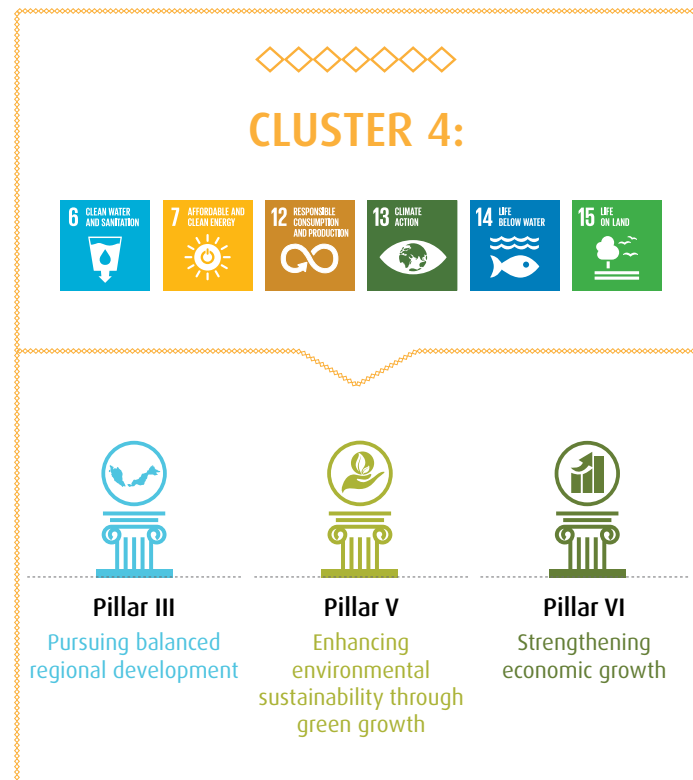 CLUSTER 4:
6 CLEAN WATER
AND SANITATION
7 AFFORDABLE AND
CLEAN ENERGY
12 RESPONSIBLE
CONSUMPTION
AND PRODUCTION
13 CLIMATE
ACTION
14 LIFE
BELOW WATER
15 LIFE
ON LAND
Pillar III
Pursuing balanced
regional development
Pillar V
Enhancing
environmental
sustainability through
green growth
Pillar VI
Strengthening
economic growth